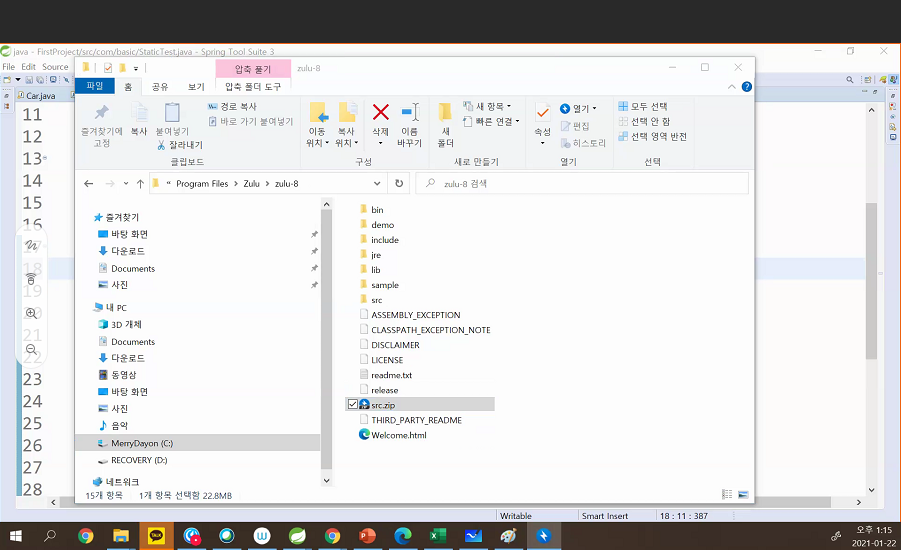 java - FirstProject/src/com/basic/StaticTest.java - Spring Tool Suite 3
File Edit Source
Car.java
11
12
13
14
15
16
17
18
19
20
21
22
23
24
25
26
27
28
압축 풀기
zulu-8
파일
홈
공유
보기
압축 폴더 도구
즐겨찾기에
고정
복사
붙여넣기
경로 복사
바로 가기 붙여넣기
잘라내기
클립보드
이동
위치
복사
위치
삭제
이름
바꾸기
구성
새
폴더
새 항목
빠른 연결
새로 만들기
속성
열기
편집
히스토리
열기
모두 선택
선택 안 함
선택 영역 반전
선택
« Program Files > Zulu > zulu-8
zulu-8 검색
즐겨찾기
바탕 화면
다운로드
Documents
사진
내 PC
3D 개체
Documents
다운로드
동영상
바탕 화면
사진
음악
MerryDayon (C:)
RECOVERY (D:)
네트워크
bin
demo
include
jre
lib
sample
src
ASSEMBLY_EXCEPTION
CLASSPATH_EXCEPTION_NOTE
DISCLAIMER
LICENSE
readme.txt
release
src.zip
THIRD_PARTY_README
Welcome.html
15개 항목
1개 항목 선택함 22.8MB
Writable
Smart Insert
18 : 11 : 387
TALK
오후 1:15
2021-01-22